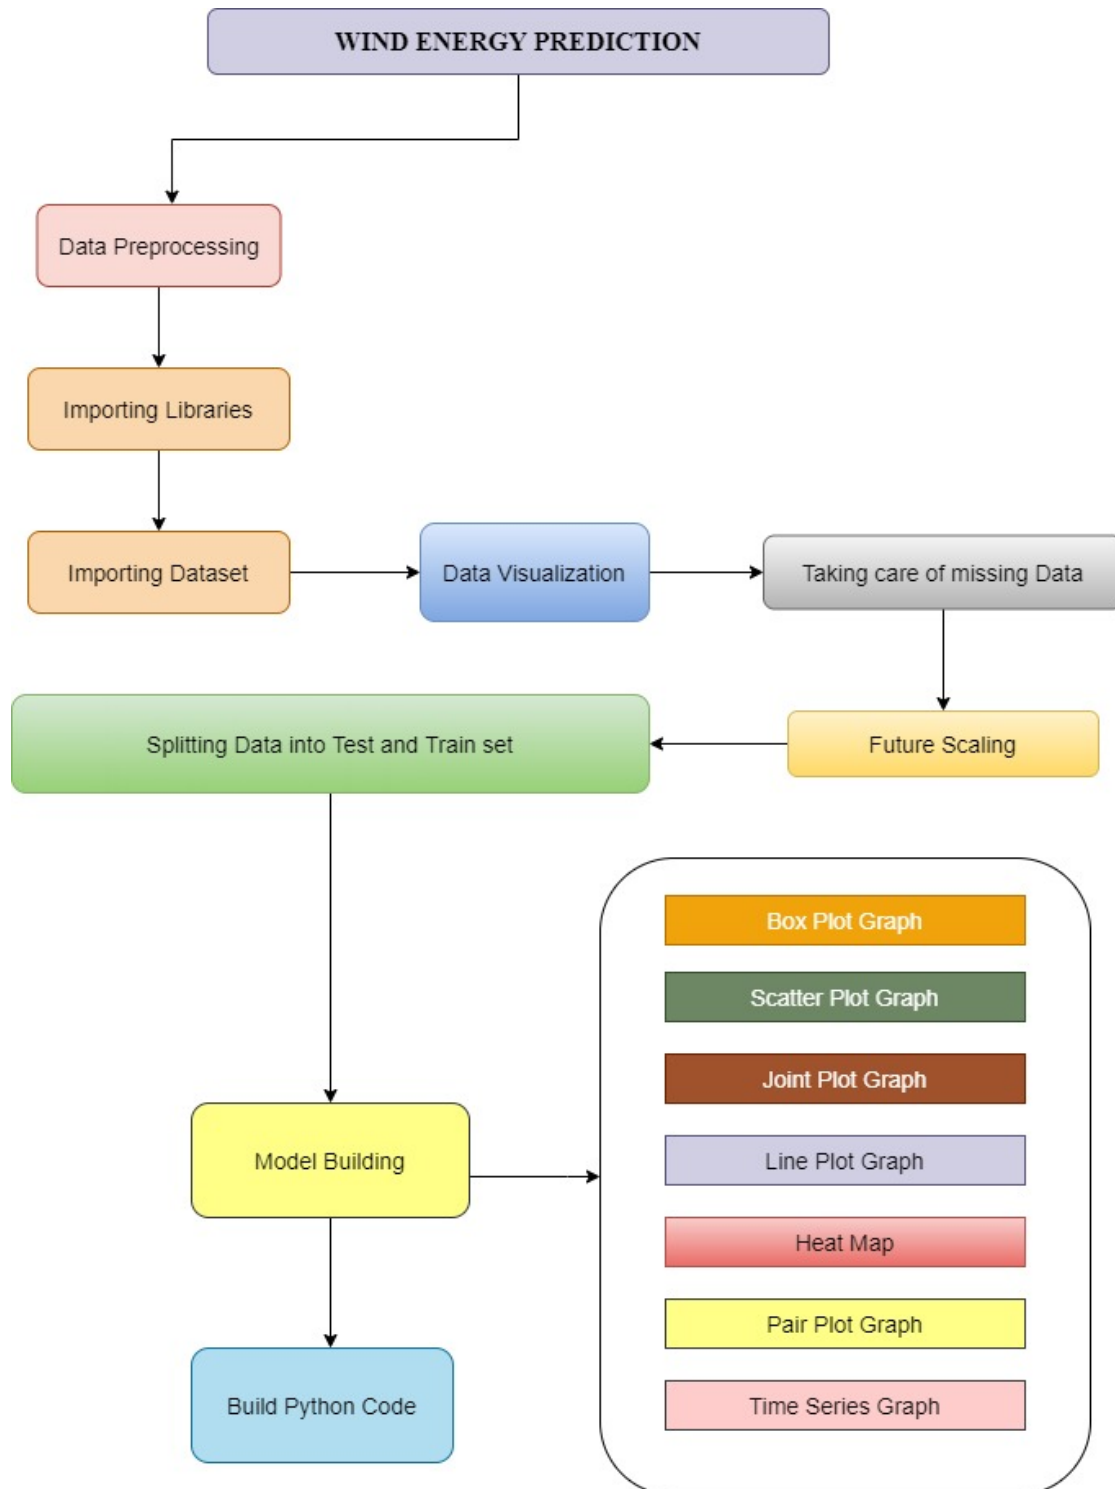 WIND ENERGY PREDICTION
Data Preprocessing
Importing Libraries
Importing Dataset
Data Visualization
Taking care of missing Data
Future Scaling
Splitting Data into Test and Train set
Model Building
Box Plot Graph
Scatter Plot Graph
Joint Plot Graph
Line Plot Graph
Heat Map
Pair Plot Graph
Time Series Graph
Build Python Code